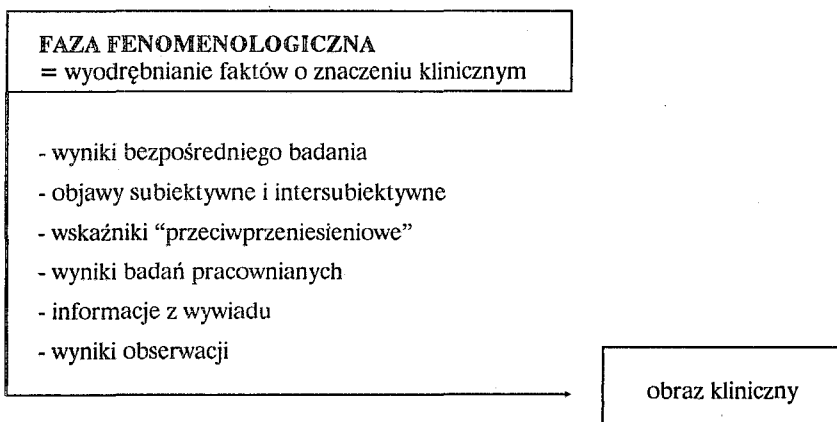 FAZA FENOMENOLOGICZNA
= wyodrębnianie faktów o znaczeniu klinicznym
- wyniki bezpośredniego badania
- objawy subiektywne i intersubiektywne
- wskaźniki “przeciwprzeniesieniowe”
- wyniki badań pracownianych
- informacje z wywiadu
- wyniki obserwacji
obraz kliniczny